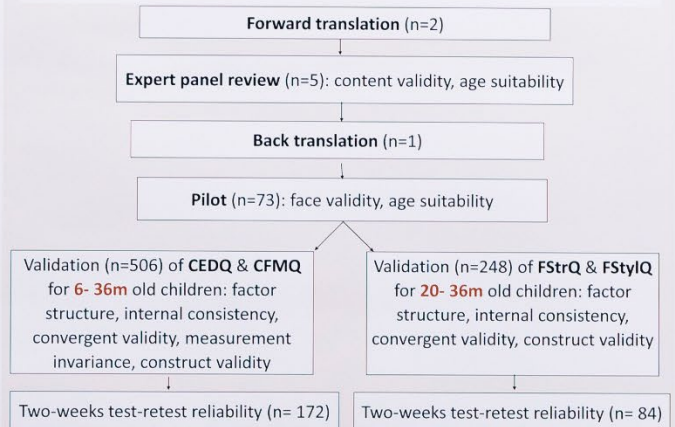 Forward translation (n=2)
Expert panel review (n=5): content validity, age suitability
Back translation (n=1)
Pilot (n=73): face validity, age suitability
Validation (n=506) of CEDQ & CFMQ
for 6- 36m old children: factor
structure, internal consistency,
convergent validity, measurement
invariance, construct validity
Validation (n=248) of FStrQ & FStylQ
for 20- 36m old children: factor
structure, internal consistency,
convergent validity, construct validity
Two-weeks test-retest reliability (n= 172)
Two-weeks test-retest reliability (n= 84)